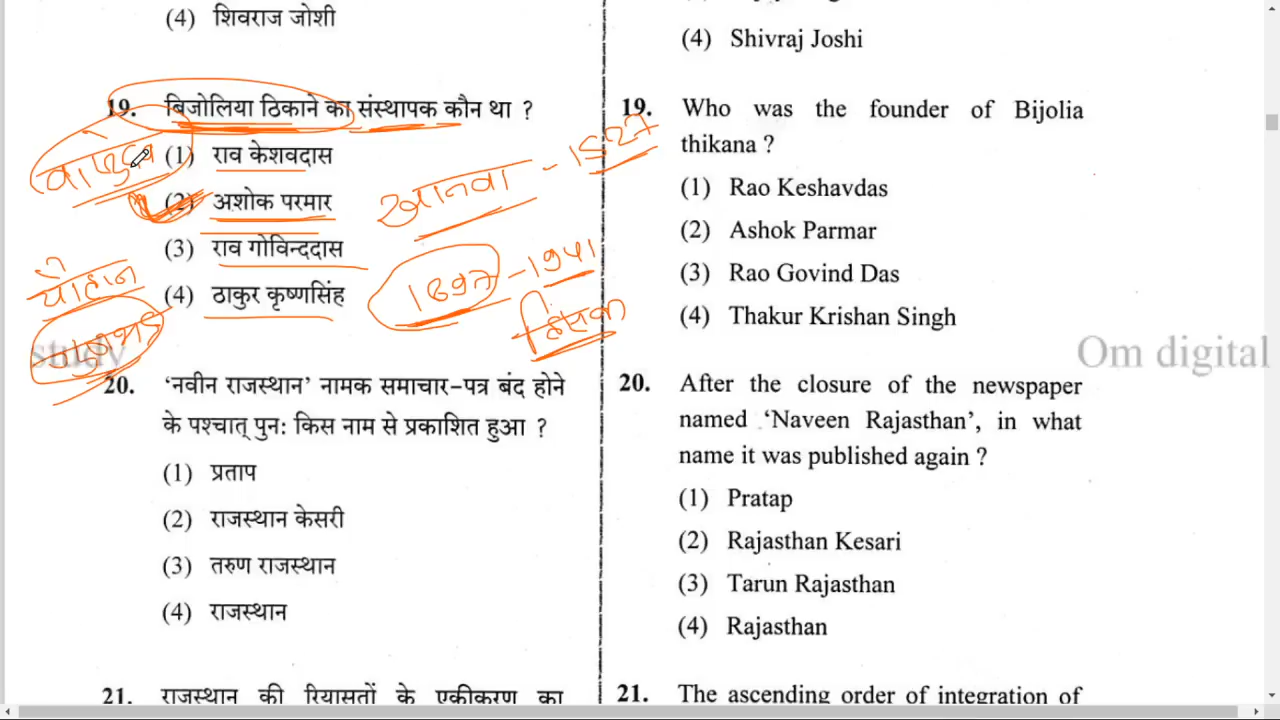 (4) शिवराज जोशी
19. बिजोलिया ठिकाने का संस्थापक कौन था ?
(1) राव केशवदास
(2) अशोक परमार
(3) राव गोविन्ददास
(4) ठाकुर कृष्णसिंह
खानवा - 1527
1897 - 1941
चौहान
study
20. 'नवीन राजस्थान' नामक समाचार-पत्र बंद होने
के पश्चात् पुनः किस नाम से प्रकाशित हुआ ?
(1) प्रताप
(2) राजस्थान केसरी
(3) तरुण राजस्थान
(4) राजस्थान
21. राजस्थान की रियासतों के एकीकरण का
(4) Shivraj Joshi
19. Who was the founder of Bijolia
thikana ?
(1) Rao Keshavdas
(2) Ashok Parmar
(3) Rao Govind Das
(4) Thakur Krishan Singh
Om digital
20. After the closure of the newspaper
named 'Naveen Rajasthan', in what
name it was published again ?
(1) Pratap
(2) Rajasthan Kesari
(3) Tarun Rajasthan
(4) Rajasthan
21. The ascending order of integration of